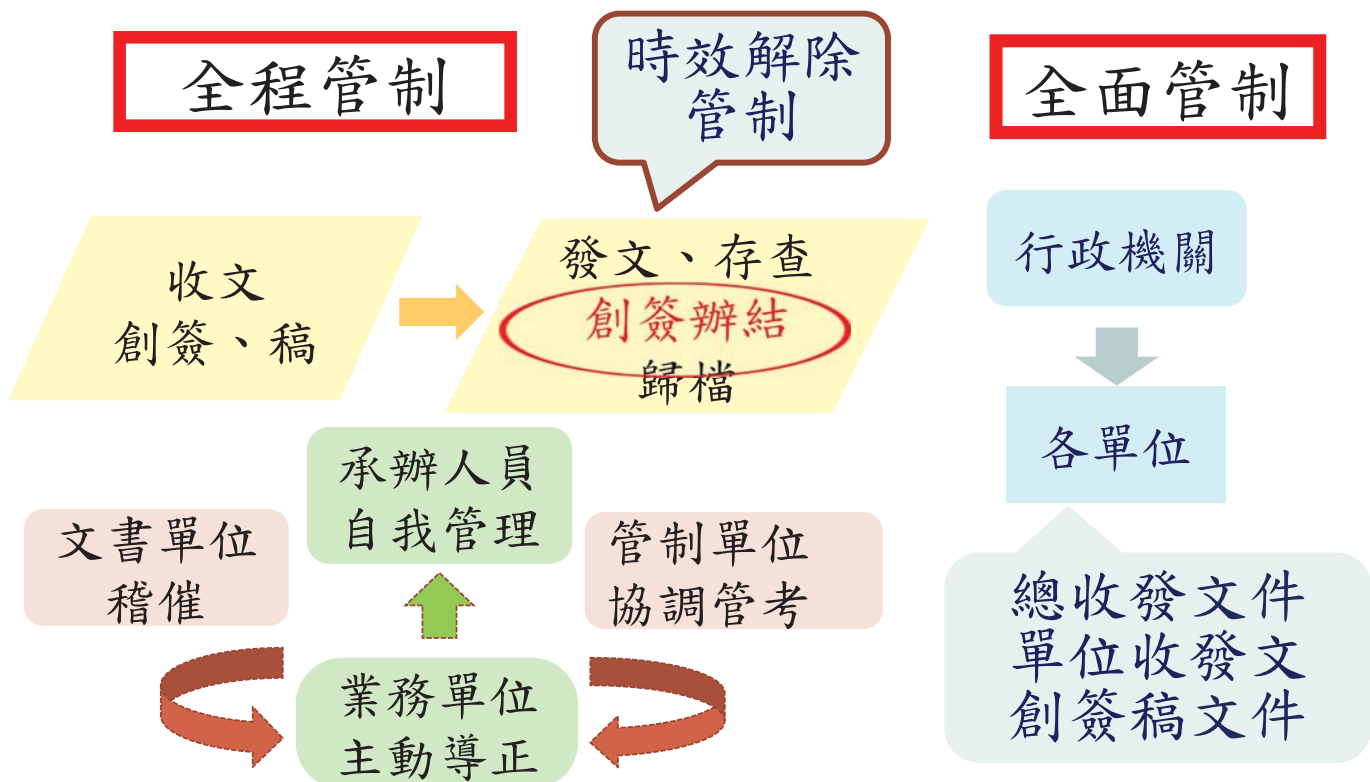 全程管制
時效解除
管制
全面管制
收文
創簽、稿
發文、存查
創簽辦結
歸檔
行政機關
各單位
承辦人員
自我管理
文書單位
稽催
管制單位
協調管考
業務單位
主動導正
總收發文件
單位收發文
創簽稿文件